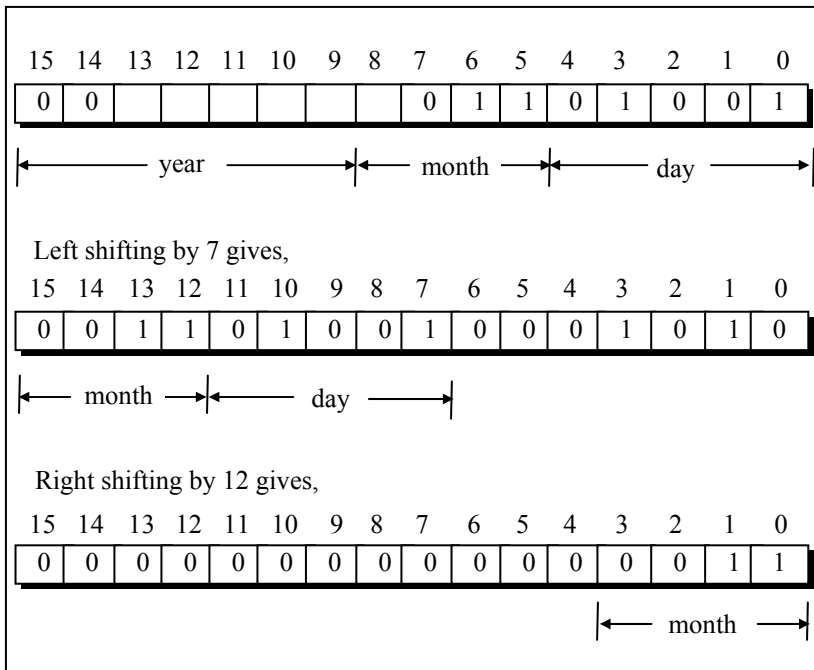 15 14 13 12 11 10 9 8 7 6 5 4 3 2 1 0
0 0 0 1 1 0 1 0 0 1
year month day
Left shifting by 7 gives,
15 14 13 12 11 10 9 8 7 6 5 4 3 2 1 0
0 0 1 1 0 1 0 0 1 0 0 0 1 0 1 0
month day
Right shifting by 12 gives,
15 14 13 12 11 10 9 8 7 6 5 4 3 2 1 0
0 0 0 0 0 0 0 0 0 0 0 0 0 0 1 1
month